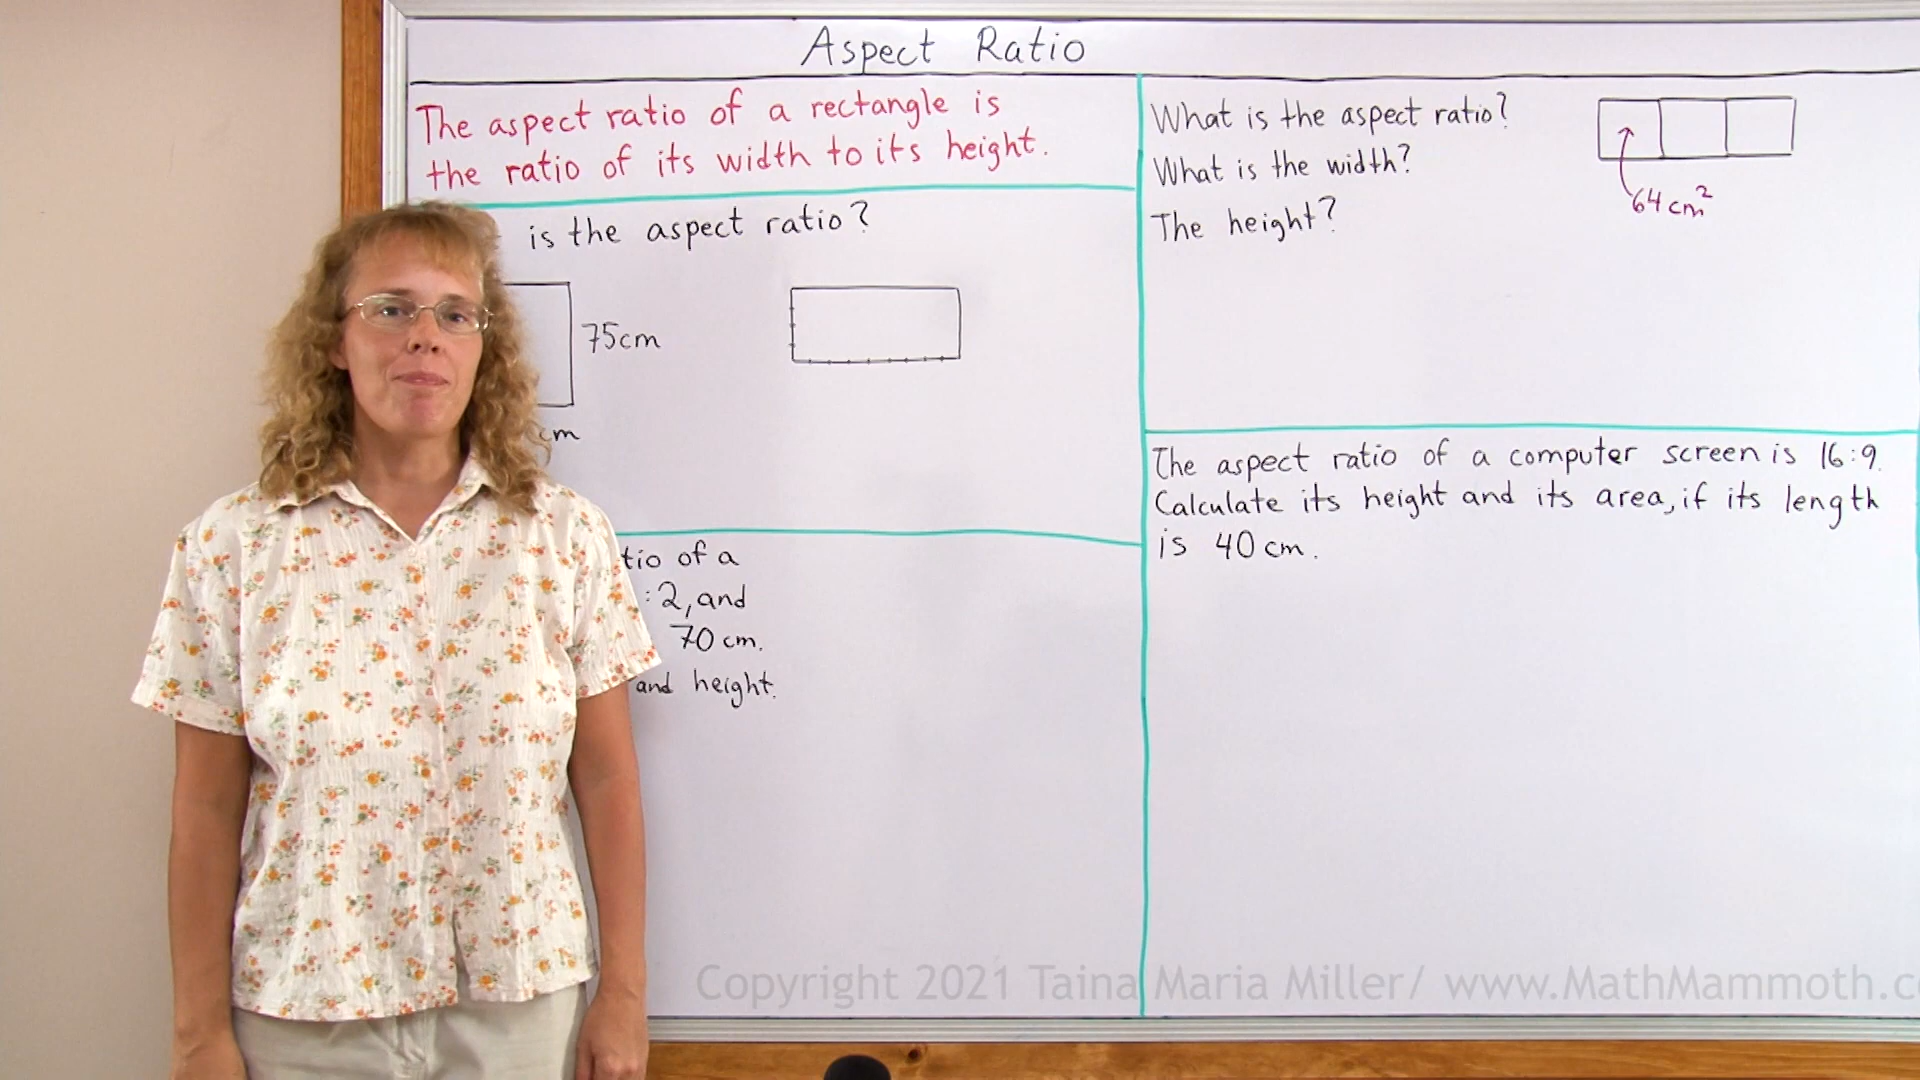 Aspect Ratio
The aspect ratio of a rectangle is
the ratio of its width to its height.
is the aspect ratio?
75cm
cm
tio of a
:2, and
70 cm.
and height.
What is the aspect ratio?
What is the width?
The height?
64 cm²
The aspect ratio of a computer screen is 16:9.
Calculate its height and its area, if its length
is 40 cm.
Copyright 2021 Taina Maria Miller/ www.MathMammoth.c